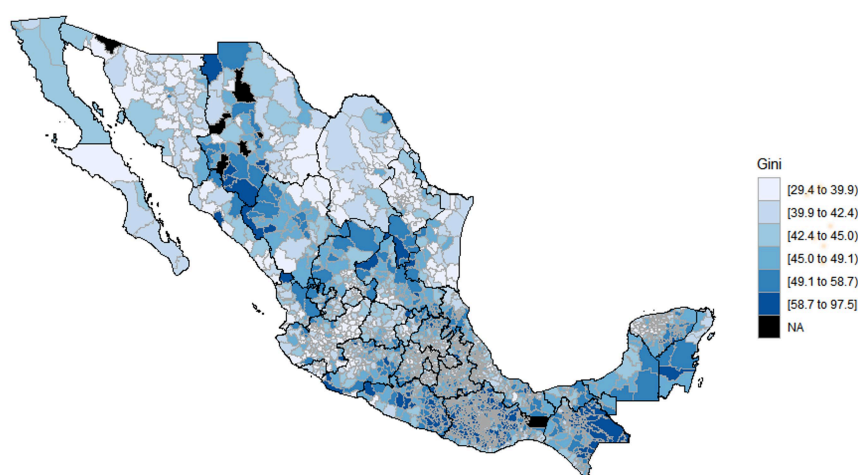 Gini
[29.4 to 39.9)
[39.9 to 42.4)
[42.4 to 45.0)
[45.0 to 49.1)
[49.1 to 58.7)
[58.7 to 97.5]
NA